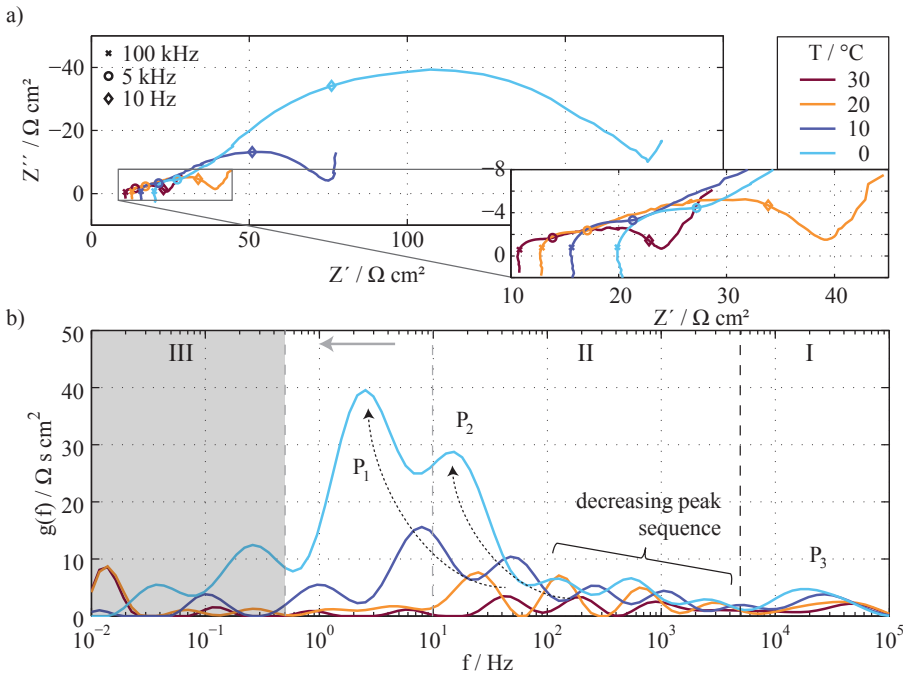 a)
−40
−20
0
Z´´ / Ω cm²
100 kHz
5 kHz
10 Hz
T / °C
30
20
10
0
0 50 100
Z´ / Ω cm²
−8
−4
0
10 20 30 40
Z´ / Ω cm²
b)
50
40
30
20
10
0
g(f) / Ω s cm²
III II I
P₁
P₂
decreasing peak
sequence
P₃
10⁻² 10⁻¹ 10⁰ 10¹ 10² 10³ 10⁴ 10⁵
f / Hz